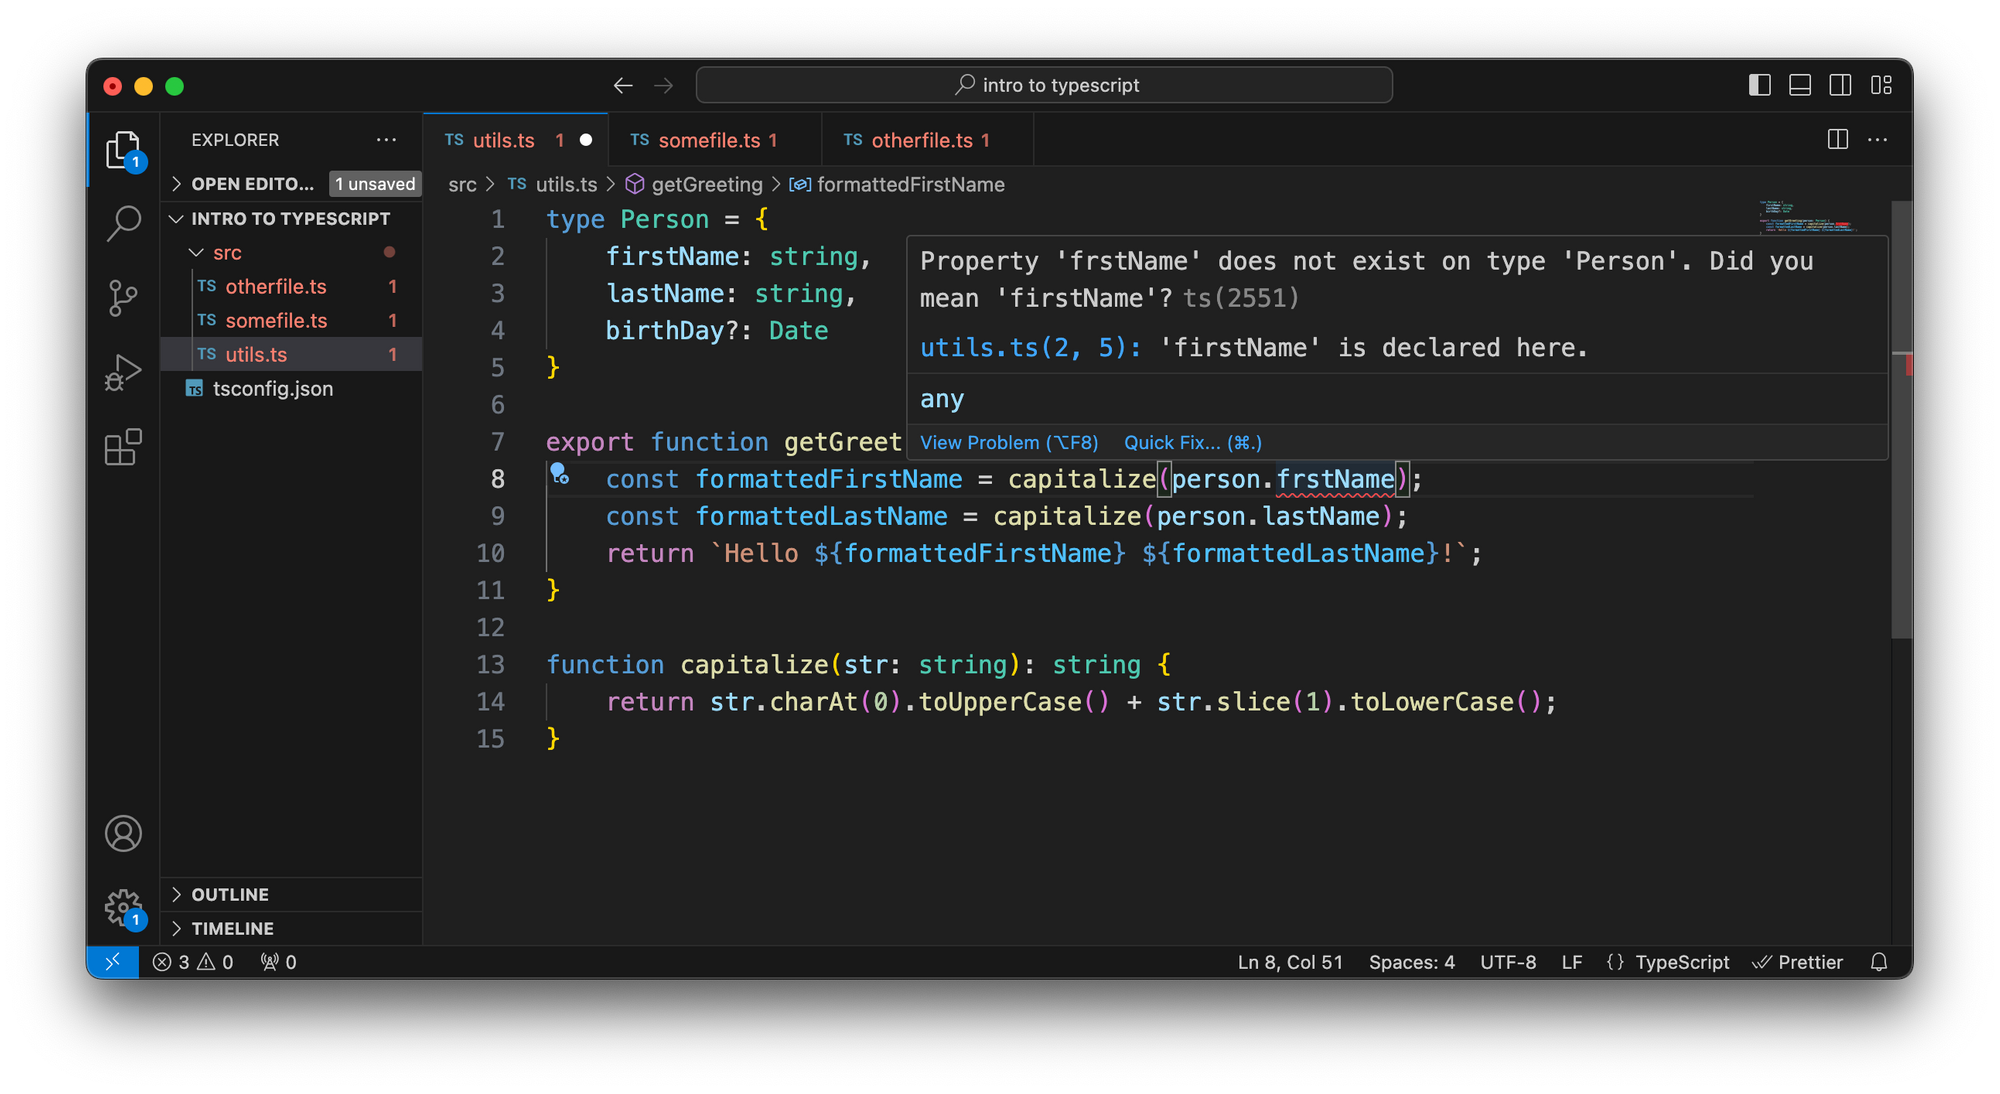 intro to typescript
EXPLORER
TS utils.ts 1
TS somefile.ts 1
TS otherfile.ts 1
1
OPEN EDITO... 1 unsaved
src > TS utils.ts > getGreeting > formattedFirstName
INTRO TO TYPESCRIPT
src
TS otherfile.ts 1
TS somefile.ts 1
TS utils.ts 1
TS tsconfig.json
1 type Person = {
2 firstName: string,
3 lastName: string,
4 birthDay?: Date
5 }
6
7 export function getGreet
8 const formattedFirstName = capitalize(person.frstName);
9 const formattedLastName = capitalize(person.lastName);
10 return `Hello ${formattedFirstName} ${formattedLastName}!`;
11 }
12
13 function capitalize(str: string): string {
14 return str.charAt(0).toUpperCase() + str.slice(1).toLowerCase();
15 }
Property 'frstName' does not exist on type 'Person'. Did you
mean 'firstName'? ts(2551)
utils.ts(2, 5): 'firstName' is declared here.
any
View Problem (⌥F8) Quick Fix... (⌘.)
OUTLINE
1
TIMELINE
3 0 0
Ln 8, Col 51 Spaces: 4 UTF-8 LF {} TypeScript Prettier